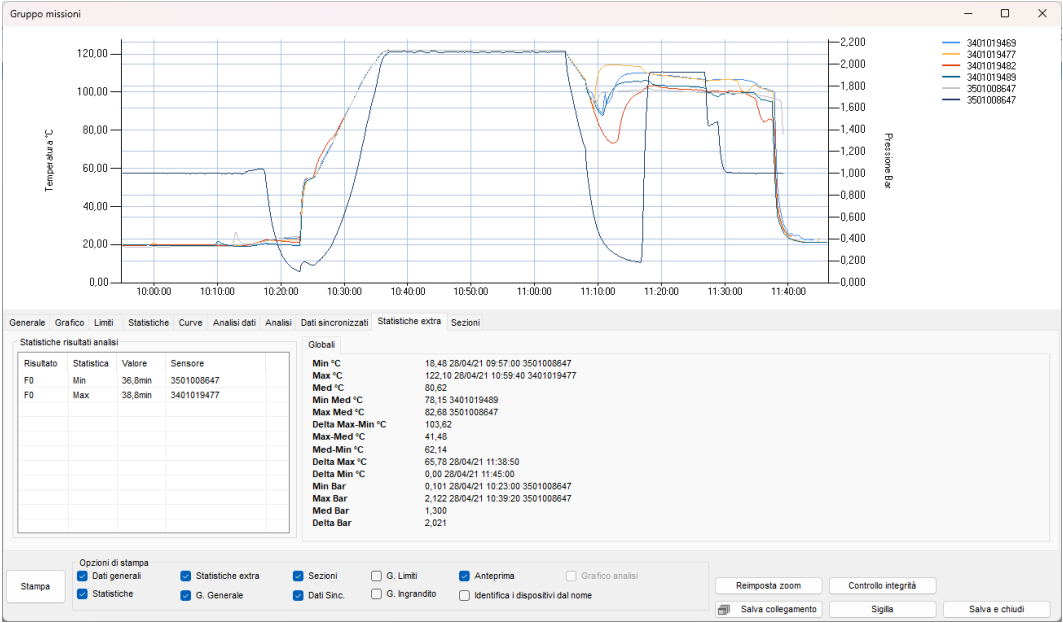 Gruppo missioni
120,00
100,00
80,00
60,00
40,00
20,00
0,00
Temperatura °C
2,200
2,000
1,800
1,600
1,400
1,200
1,000
0,800
0,600
0,400
0,200
0,000
Pressione Bar
10:00:00 10:10:00 10:20:00 10:30:00 10:40:00 10:50:00 11:00:00 11:10:00 11:20:00 11:30:00 11:40:00
3401019469
3401019477
3401019482
3401019489
3501008647
3501008647
Generale Grafico Limiti Statistiche Curve Analisi dati Analisi Dati sincronizzati Statistiche extra Sezioni
Statistiche risultati analisi
Risultato Statistica Valore Sensore
F0 Min 36,8min 3501008647
F0 Max 38,8min 3401019477
Globali
Min °C 18,48 28/04/21 09:57:00 3501008647
Max °C 122,10 28/04/21 10:59:40 3401019477
Med °C 80,62
Min Med °C 78,15 3401019489
Max Med °C 82,68 3501008647
Delta Max-Min °C 103,62
Max-Med °C 41,48
Med-Min °C 62,14
Delta Max °C 65,78 28/04/21 11:38:50
Delta Min °C 0,00 28/04/21 11:45:00
Min Bar 0,101 28/04/21 10:23:00 3501008647
Max Bar 2,122 28/04/21 10:39:20 3501008647
Med Bar 1,300
Delta Bar 2,021
Stampa
Opzioni di stampa
Dati generali Statistiche extra Sezioni G. Limiti Anteprima Grafico analisi
Statistiche G. Generale Dati Sinc. G. Ingrandito Identifica i dispositivi dal nome
Reimposta zoom Controllo integrità
Salva collegamento Sigilla Salva e chiudi